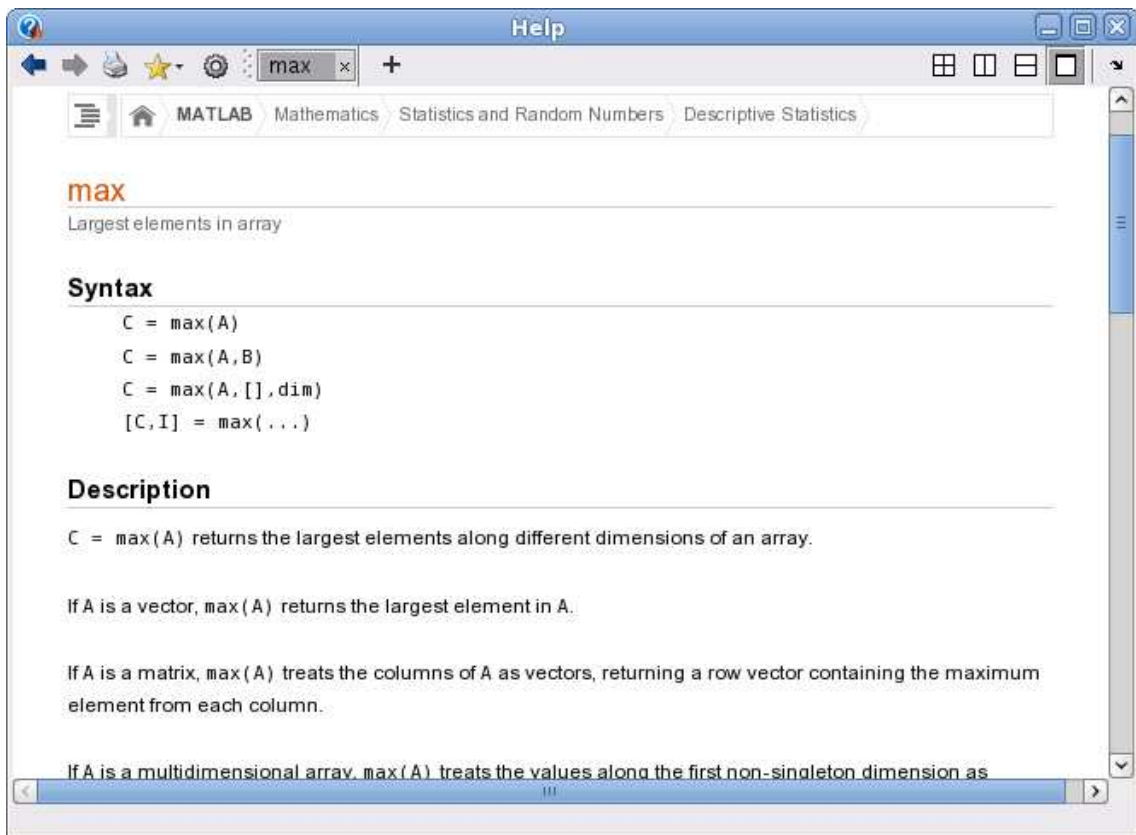 Help
max
MATLAB Mathematics Statistics and Random Numbers Descriptive Statistics
max
Largest elements in array
Syntax
C = max(A)
C = max(A,B)
C = max(A,[],dim)
[C,I] = max(...)
Description
C = max(A) returns the largest elements along different dimensions of an array.
If A is a vector, max(A) returns the largest element in A.
If A is a matrix, max(A) treats the columns of A as vectors, returning a row vector containing the maximum
element from each column.
If A is a multidimensional array, max(A) treats the values along the first non-singleton dimension as